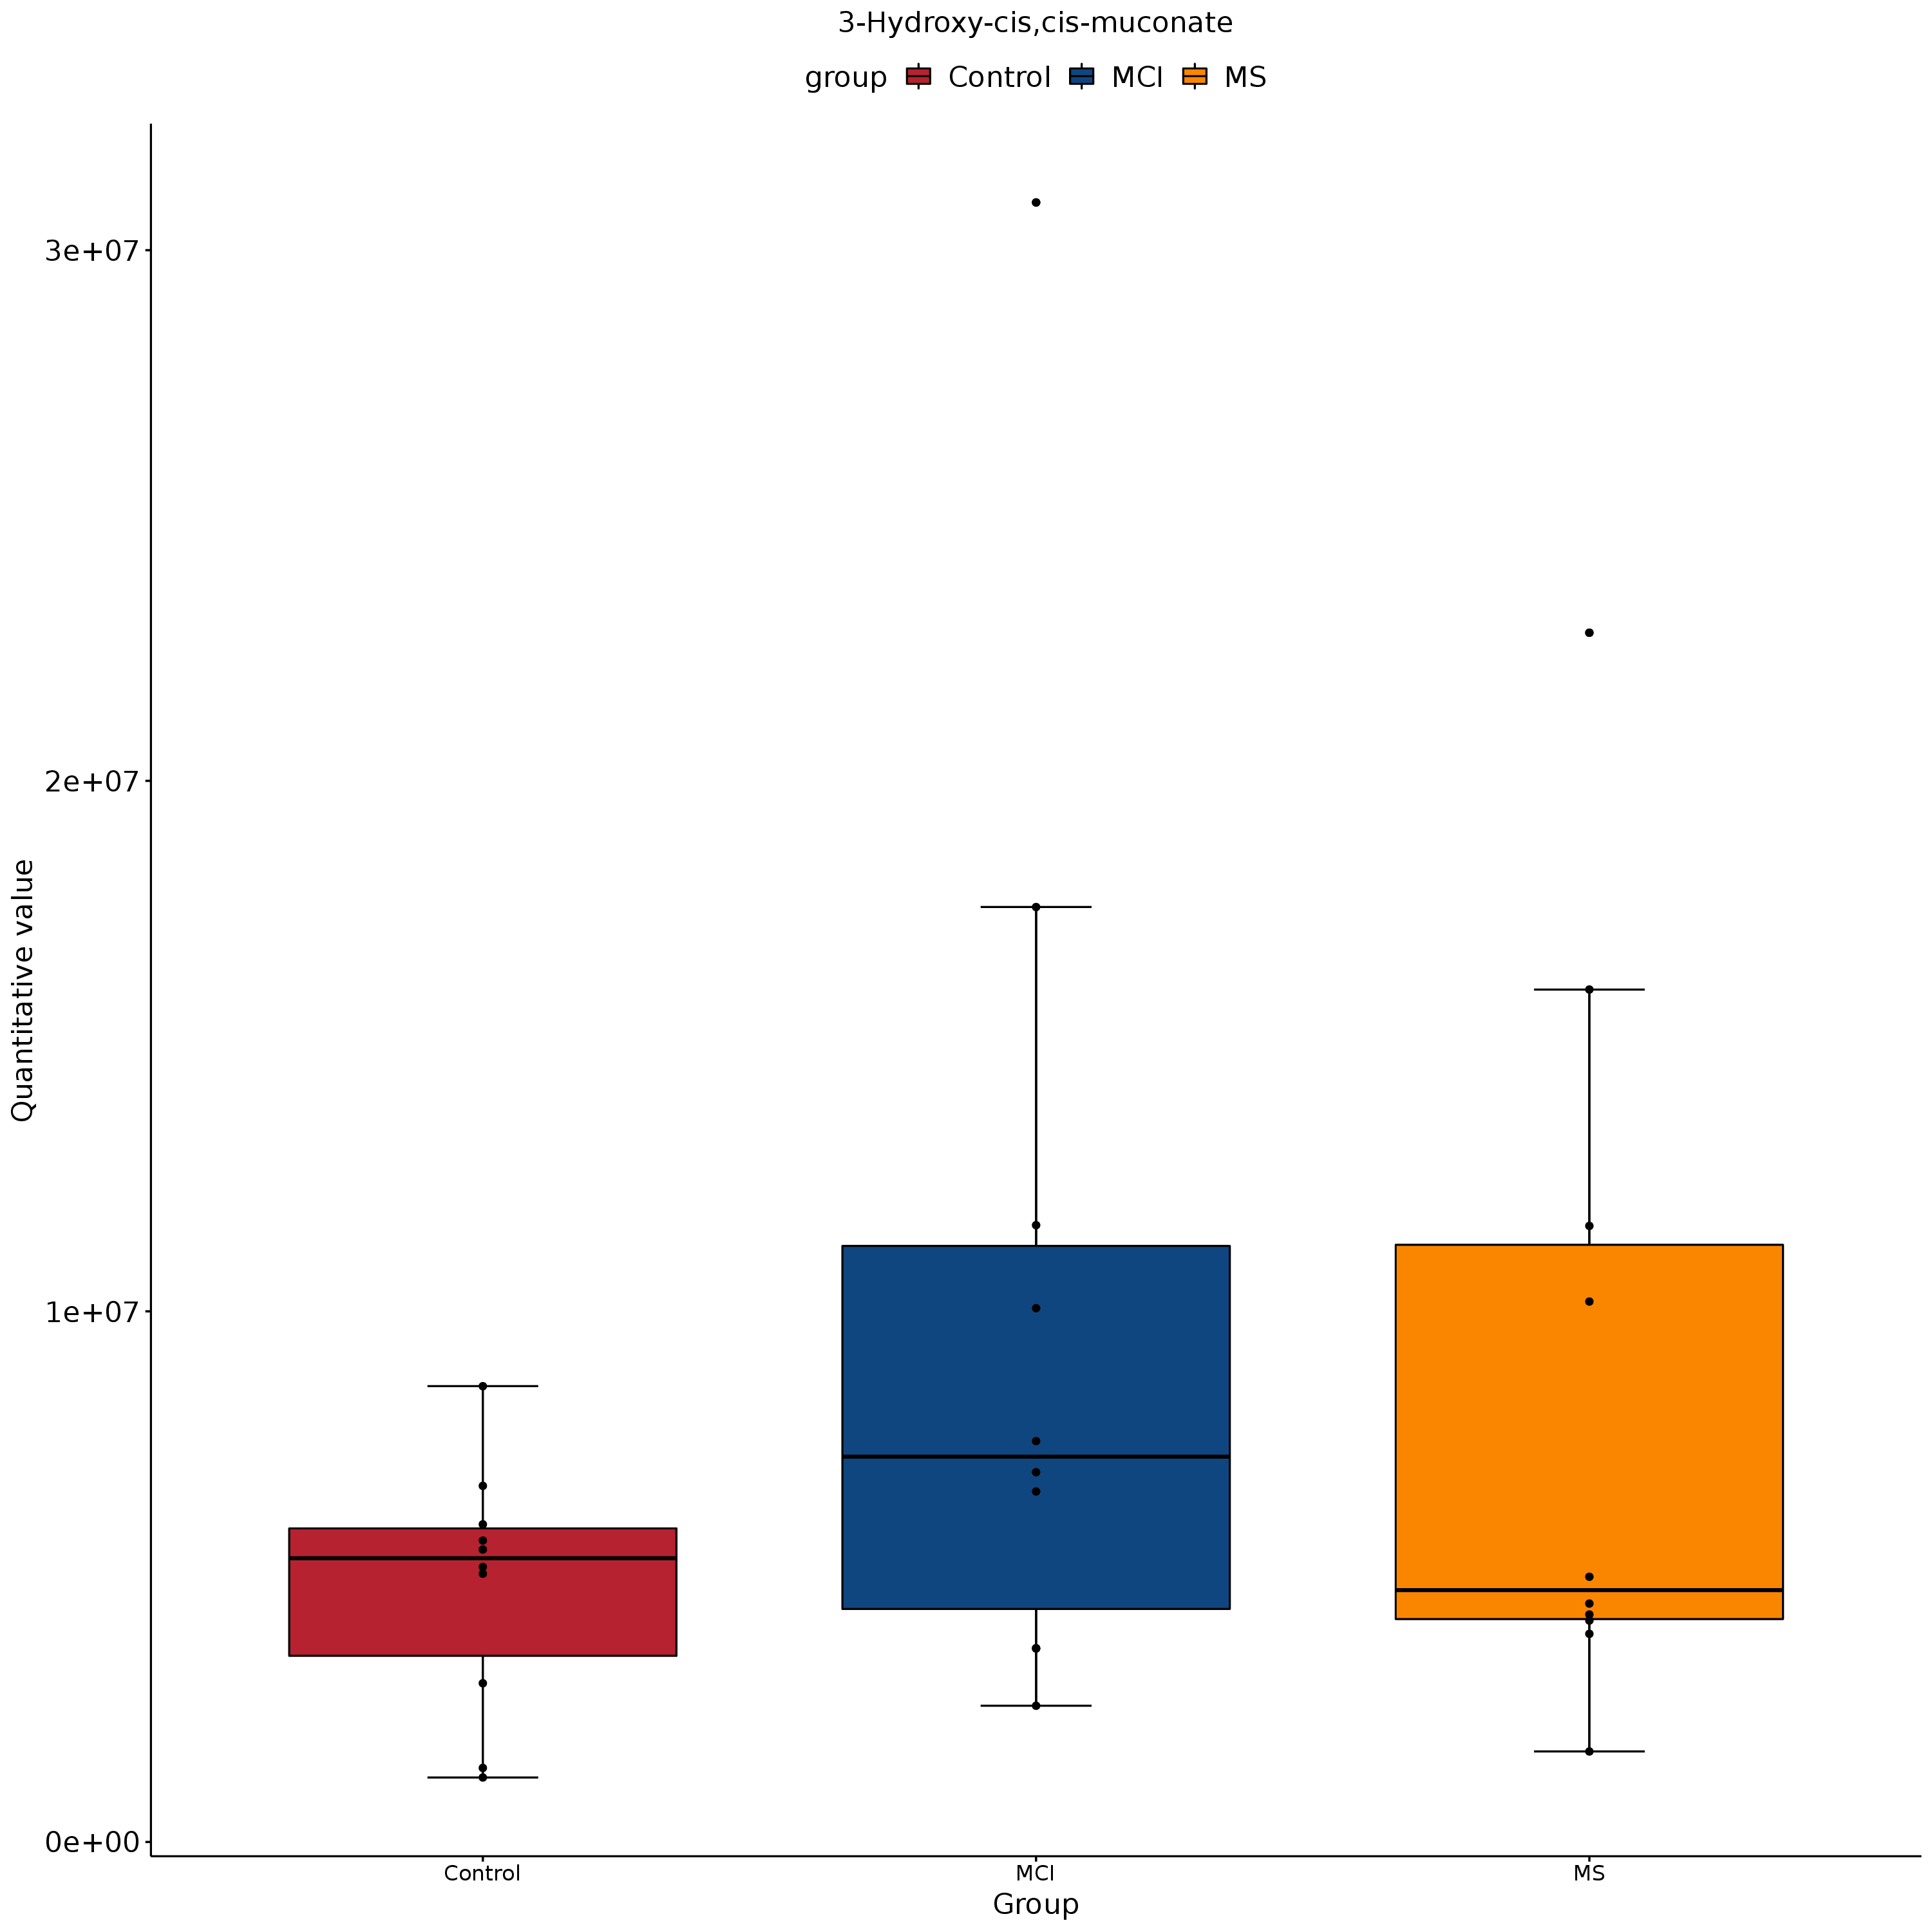 3-Hydroxy-cis,cis-muconate
group Control MCI MS
3e+07
2e+07
1e+07
0e+00
Quantitative value
Control MCI MS
Group